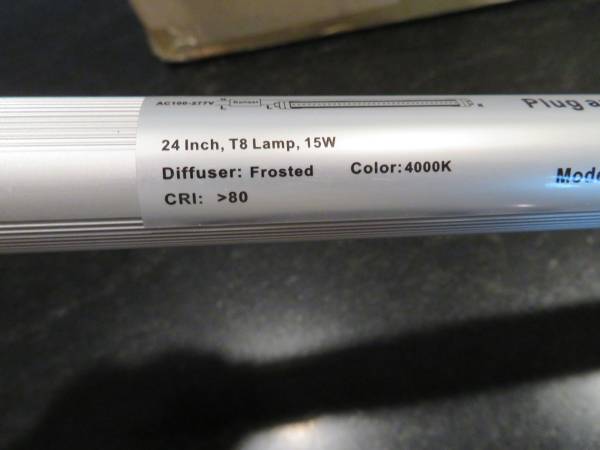 AC100-277V
Plug a
24 Inch, T8 Lamp, 15W
Diffuser: Frosted Color:4000K
Mode
CRI: >80